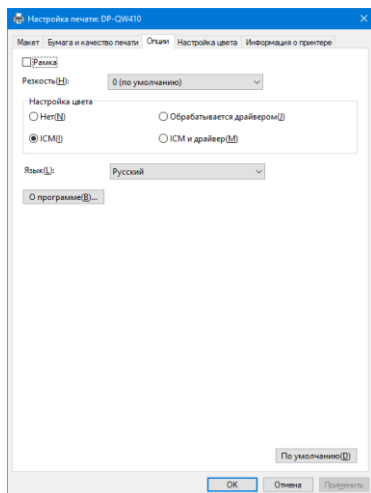 Настройка печати: DP-QW410
Макет Бумага и качество печати Опции Настройка цвета Информация о принтере
Рамка
Резкость(H): 0 (по умолчанию)
Настройка цвета
Нет(N) Обрабатывается драйвером(J)
ICM(I) ICM и драйвер(M)
Язык(L): Русский
О программе(B)...
По умолчанию(D)
OK Отмена Применить